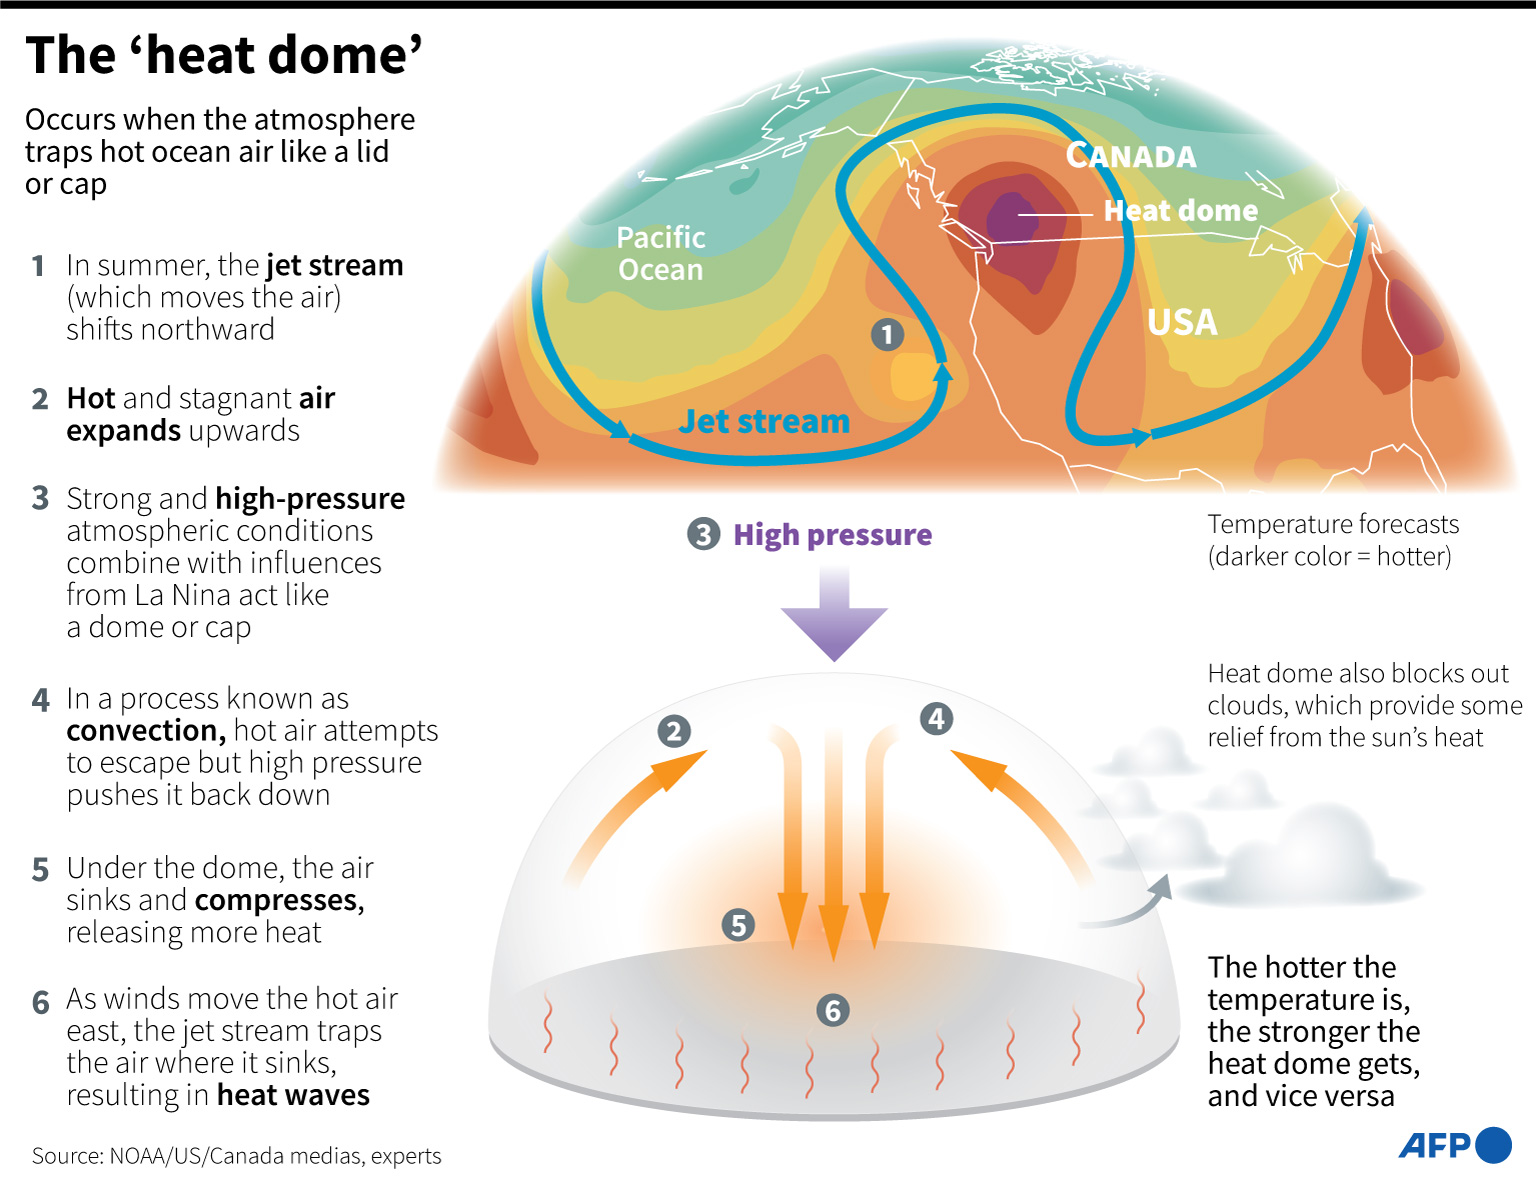 The ‘heat dome’
Occurs when the atmosphere
traps hot ocean air like a lid
or cap
1 In summer, the jet stream
(which moves the air)
shifts northward
2 Hot and stagnant air
expands upwards
3 Strong and high-pressure
atmospheric conditions
combine with influences
from La Nina act like
a dome or cap
4 In a process known as
convection, hot air attempts
to escape but high pressure
pushes it back down
5 Under the dome, the air
sinks and compresses,
releasing more heat
6 As winds move the hot air
east, the jet stream traps
the air where it sinks,
resulting in heat waves
Source: NOAA/US/Canada medias, experts
CANADA
Heat dome
Pacific
Ocean
USA
1
Jet stream
Temperature forecasts
(darker color = hotter)
3 High pressure
Heat dome also blocks out
clouds, which provide some
relief from the sun’s heat
2
4
5
6
The hotter the
temperature is,
the stronger the
heat dome gets,
and vice versa
AFP